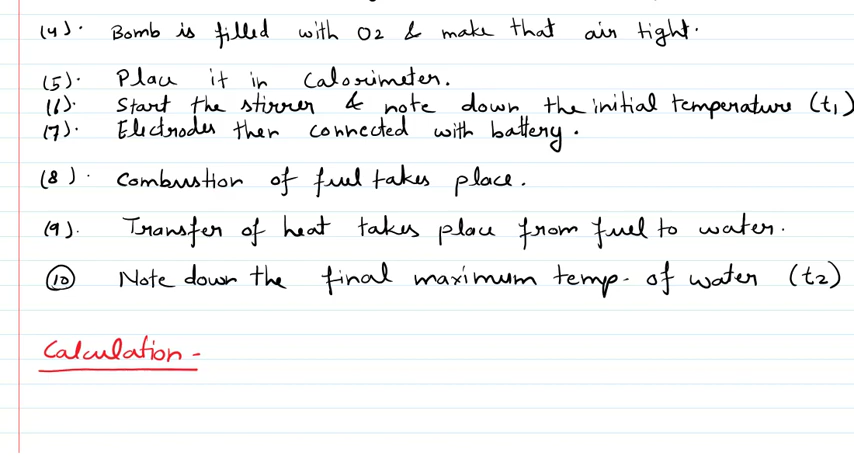 (4). Bomb is filled with O2 & make that air tight.
(5). Place it in Calorimeter.
(6). Start the stirrer & note down the initial temperature (t1)
(7). Electrodes then connected with battery.
(8). Combustion of fuel takes place.
(9). Transfer of heat takes place from fuel to water.
(10) Note down the final maximum temp. of water (t2)
Calculation -